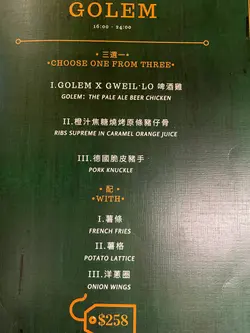 GOLEM
16:00 - 24:00
三選一
CHOOSE ONE FROM THREE
I.GOLEM X GWEIL·LO 啤酒雞
GOLEM: THE PALE ALE BEER CHICKEN
II.橙汁焦糖燒烤原條豬仔骨
RIBS SUPREME IN CARAMEL ORANGE JUICE
III.德國脆皮豬手
PORK KNUCKLE
配
WITH
I.薯條
FRENCH FRIES
II.薯格
POTATO LATTICE
III.洋蔥圈
ONION WINGS
$258